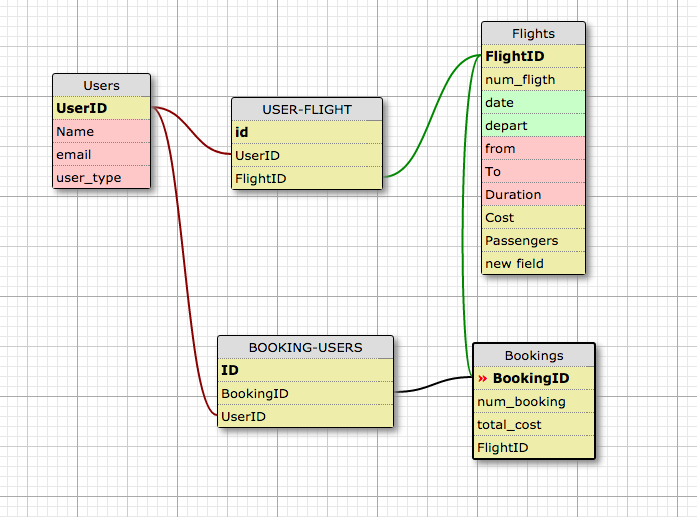 Users
UserID
Name
email
user_type
USER-FLIGHT
id
UserID
FlightID
Flights
FlightID
num_fligth
date
depart
from
To
Duration
Cost
Passengers
new field
BOOKING-USERS
ID
BookingID
UserID
Bookings
» BookingID
num_booking
total_cost
FlightID